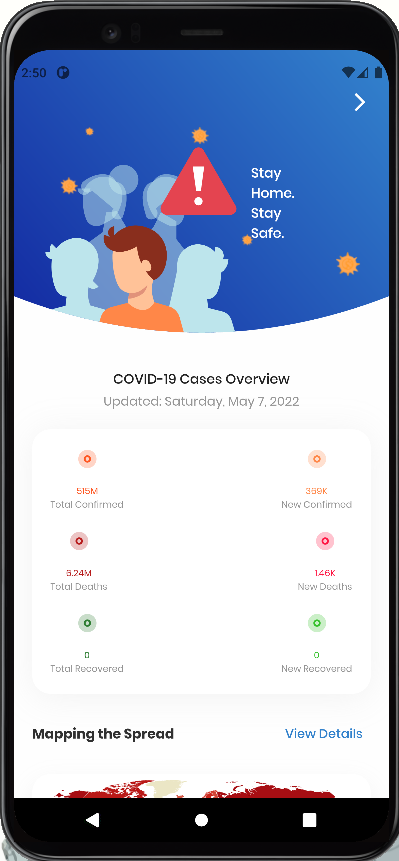 2:50
Stay
Home.
Stay
Safe.
COVID-19 Cases Overview
Updated: Saturday, May 7, 2022
515M
369K
Total Confirmed
New Confirmed
6.24M
1.46K
Total Deaths
New Deaths
0
0
Total Recovered
New Recovered
Mapping the Spread
View Details